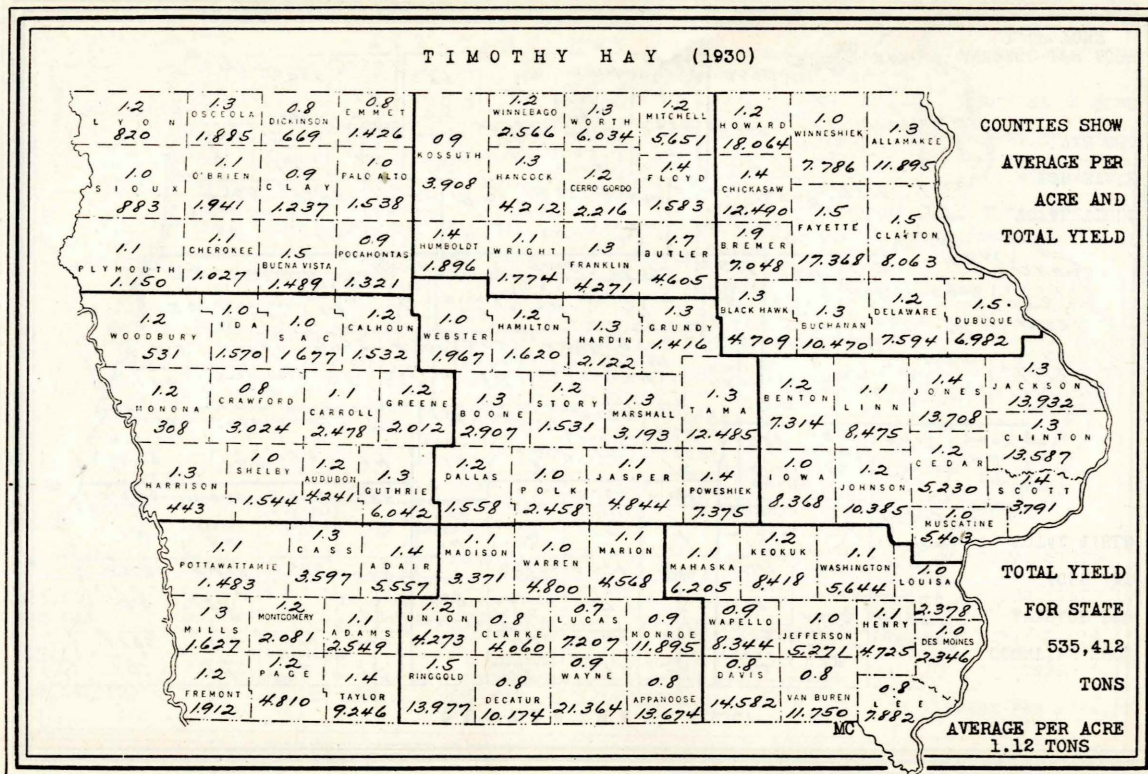 TIMOTHY HAY (1930)
COUNTIES SHOW
AVERAGE PER
ACRE AND
TOTAL YIELD
1.2
LYON
820
1.3
OSCEOLA
1.885
0.8
DICKINSON
669
0.8
EMMET
1.426
0.9
KOSSUTH
3.908
1.2
WINNEBAGO
2.566
1.3
WORTH
6.034
1.2
MITCHELL
5,651
1.2
HOWARD
18.064
1.0
WINNESHIEK
7.786
1.3
ALLAMAKEE
11.895
1.0
SIOUX
883
1.1
O'BRIEN
1.941
0.9
CLAY
1.237
1.0
PALO ALTO
1.538
1.3
HANCOCK
4.212
1.2
CERRO GORDO
2.216
1.4
FLOYD
1.583
1.4
CHICKASAW
12.490
1.5
FAYETTE
17.368
1.5
CLAYTON
8.063
1.1
PLYMOUTH
1.150
1.1
CHEROKEE
1.027
1.5
BUENA VISTA
1.489
0.9
POCAHONTAS
1.321
1.4
HUMBOLDT
1.896
1.1
WRIGHT
1.774
1.3
FRANKLIN
4.271
1.7
BUTLER
4.605
1.9
BREMER
7.048
1.2
WOODBURY
531
1.0
IDA
1.570
1.0
SAC
1677
1.2
CALHOUN
1.532
1.0
WEBSTER
1.967
1.2
HAMILTON
1.620
1.3
HARDIN
2.122
1.3
GRUNDY
1.416
1.3
BLACK HAWK
4.709
1.3
BUCHANAN
10.470
1.2
DELAWARE
7.594
1.5
DUBUQUE
6.982
1.2
MONONA
308
0.8
CRAWFORD
3.024
1.1
CARROLL
2.478
1.2
GREENE
2.012
1.3
BOONE
2.907
1.2
STORY
1.531
1.3
MARSHALL
3.193
1.3
TAMA
12.485
1.2
BENTON
7.314
1.1
LINN
8.475
1.4
JONES
13.708
1.3
JACKSON
13.932
1.3
CLINTON
13.587
1.3
HARRISON
443
1.0
SHELBY
1.544
1.2
AUDUBON
4.241
1.3
GUTHRIE
6.042
1.2
DALLAS
1.558
1.0
POLK
2.458
1.1
JASPER
4.844
1.4
POWESHIEK
7.375
1.0
IOWA
8.368
1.2
JOHNSON
10.385
1.2
CEDAR
5.230
1.4
SCOTT
3.791
1.0
MUSCATINE
5.403
1.1
POTTAWATTAMIE
1.483
1.3
CASS
3.597
1.4
ADAIR
5.557
1.1
MADISON
3.371
1.0
WARREN
4.800
1.1
MARION
4.568
1.1
MAHASKA
6.205
1.2
KEOKUK
8.418
1.1
WASHINGTON
5.644
1.0
LOUISA
2.378
1.3
MILLS
1.627
1.2
MONTGOMERY
2.081
1.1
ADAMS
2.549
1.2
UNION
4.273
0.8
CLARKE
4.060
0.7
LUCAS
7.207
0.9
MONROE
11.895
0.9
WAPELLO
8.344
1.0
JEFFERSON
5.271
1.1
HENRY
4.725
1.0
DES MOINES
2.346
1.2
FREMONT
1.912
1.2
PAGE
4.810
1.4
TAYLOR
9.246
1.5
RINGGOLD
13.977
0.8
DECATUR
10.174
0.9
WAYNE
21.364
0.8
APPANOOSE
13.674
0.8
DAVIS
14.582
0.8
VAN BUREN
11.750
0.8
LEE
7.882
MC
TOTAL YIELD
FOR STATE
535,412
TONS
AVERAGE PER ACRE
1.12 TONS